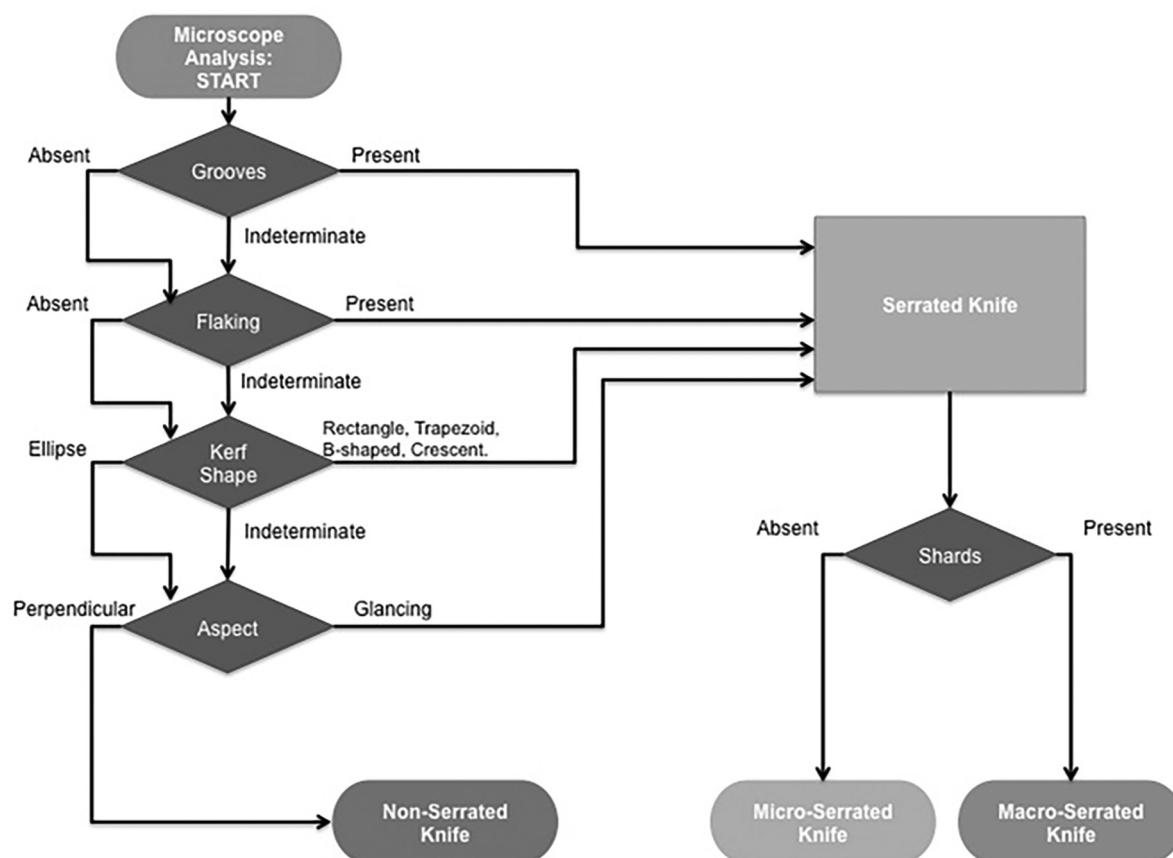 Microscope
Analysis:
START
Absent
Present
Grooves
Indeterminate
Absent
Present
Flaking
Serrated Knife
Indeterminate
Ellipse
Rectangle, Trapezoid,
B-shaped, Crescent.
Kerf
Shape
Indeterminate
Absent
Present
Shards
Perpendicular
Glancing
Aspect
Non-Serrated
Knife
Micro-Serrated
Knife
Macro-Serrated
Knife